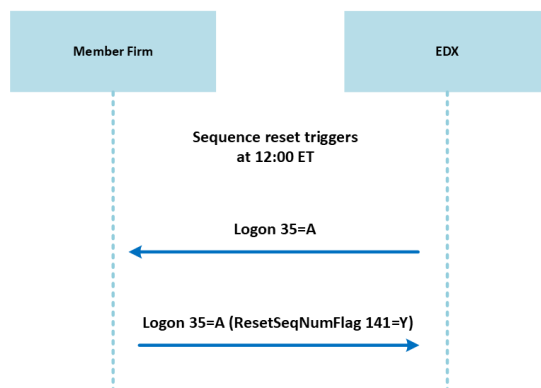 Member Firm
EDX
Sequence reset triggers
at 12:00 ET
Logon 35=A
Logon 35=A (ResetSeqNumFlag 141=Y)